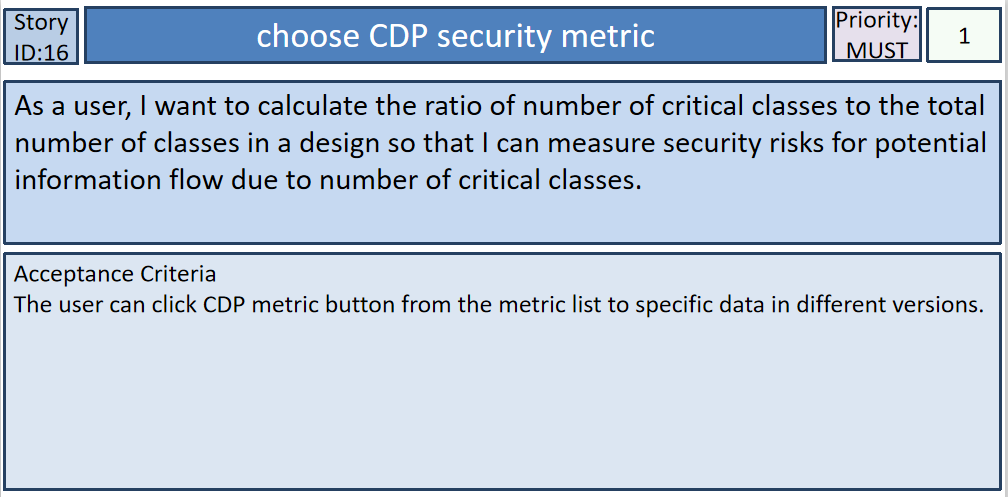 Story
ID:16
choose CDP security metric
Priority:
MUST
1
As a user, I want to calculate the ratio of number of critical classes to the total
number of classes in a design so that I can measure security risks for potential
information flow due to number of critical classes.
Acceptance Criteria
The user can click CDP metric button from the metric list to specific data in different versions.